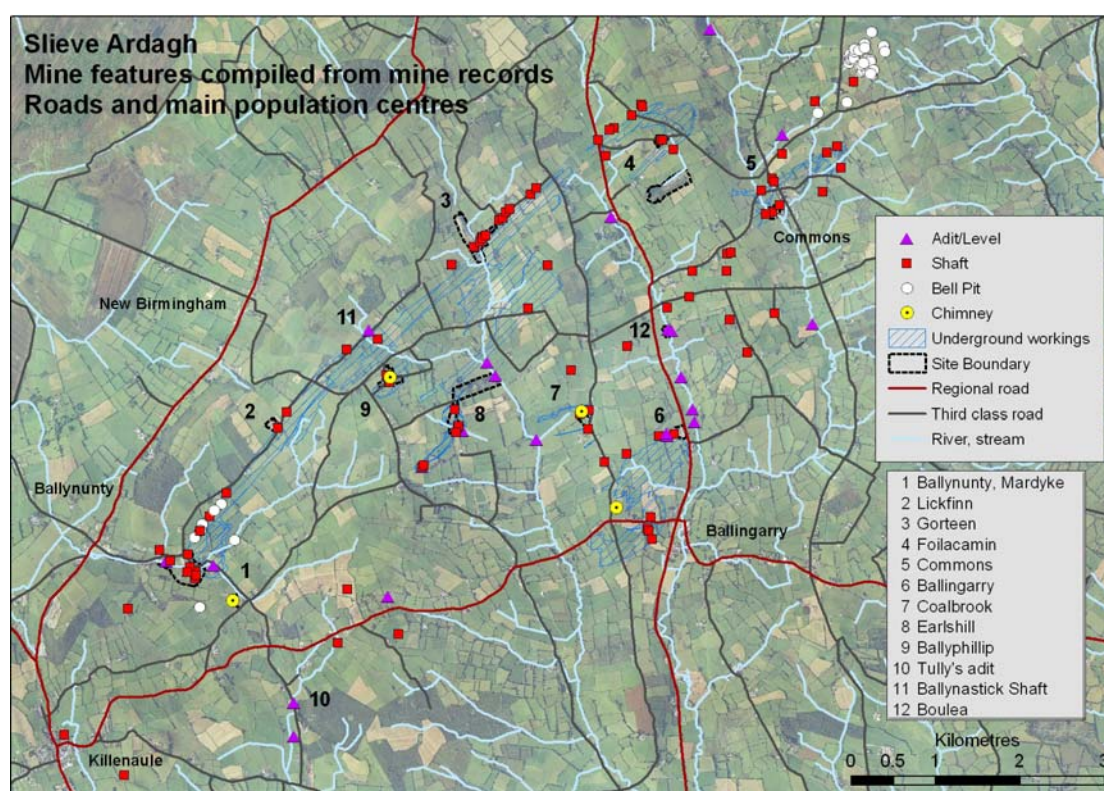 Slieve Ardagh
Mine features compiled from mine records
Roads and main population centres
4
5
3
Commons
New Birmingham
11
12
9
7
2
8
6
Ballynunty
Ballingarry
1
10
Killenaule
Adit/Level
Shaft
Bell Pit
Chimney
Underground workings
Site Boundary
Regional road
Third class road
River, stream
1 Ballynunty, Mardyke
2 Lickfinn
3 Gorteen
4 Foilacamin
5 Commons
6 Ballingarry
7 Coalbrook
8 Earlshill
9 Ballyphillip
10 Tully's adit
11 Ballynastick Shaft
12 Boulea
Kilometres
0 0.5 1 2 3